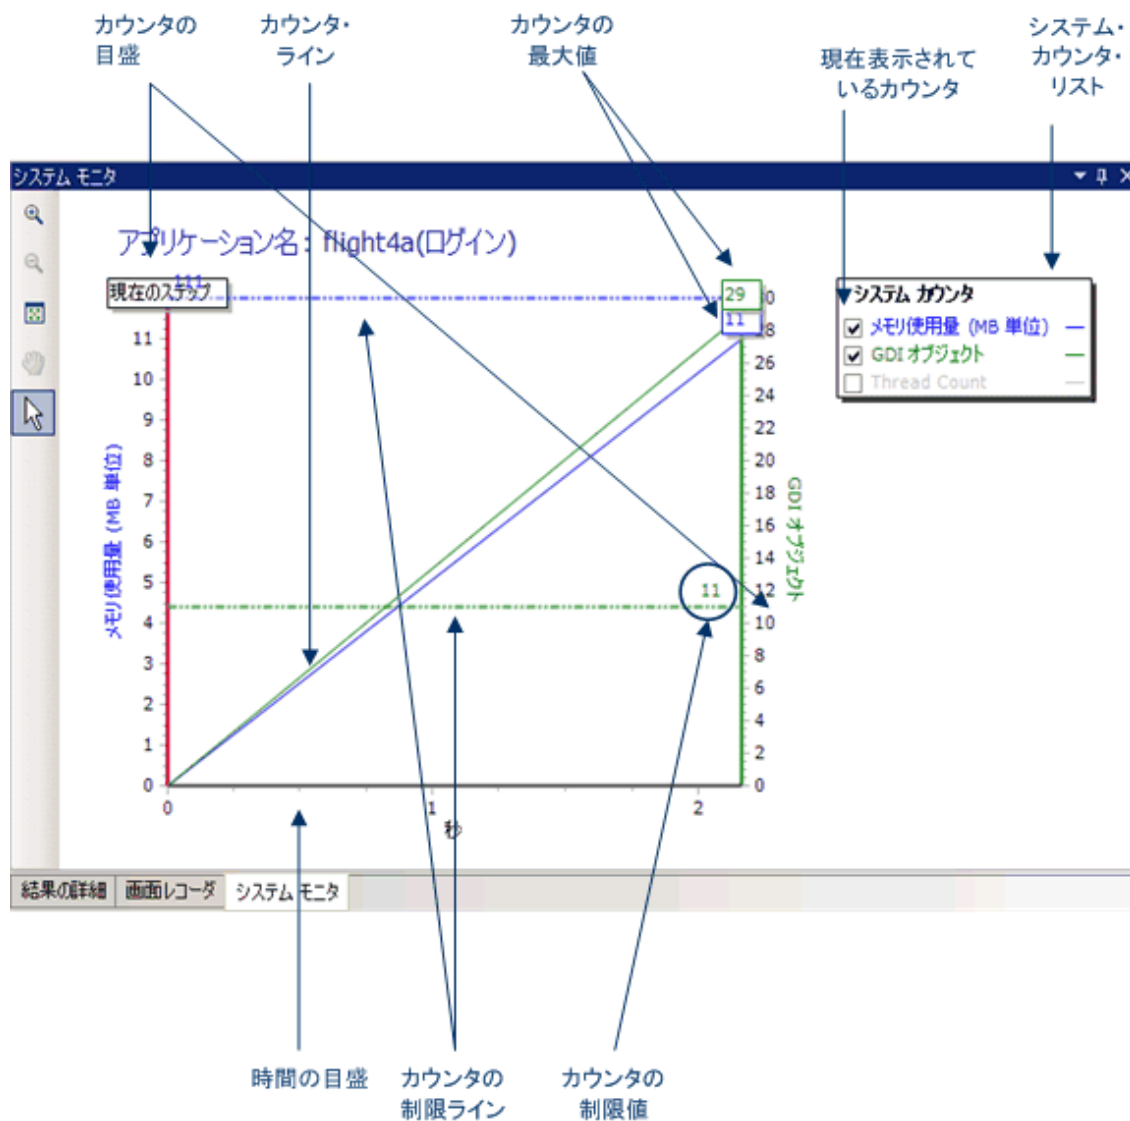 カウンタの
目盛
カウンタ・
ライン
カウンタの
最大値
現在表示されて
いるカウンタ
システム・
カウンタ・
リスト
システム モニタ
アプリケーション名: flight4a(ログイン)
111
現在のステップ
29
11
30
28
26
24
22
20
18
16
14
12
10
8
6
4
2
0
11
10
9
8
7
6
5
4
3
2
1
0
メモリ使用量 (MB 単位)
GDI オブジェクト
11
0
1
2
秒
システム カウンタ
メモリ使用量 (MB 単位)
GDI オブジェクト
Thread Count
結果の詳細
画面レコーダ
システム モニタ
時間の目盛
カウンタの
制限ライン
カウンタの
制限値